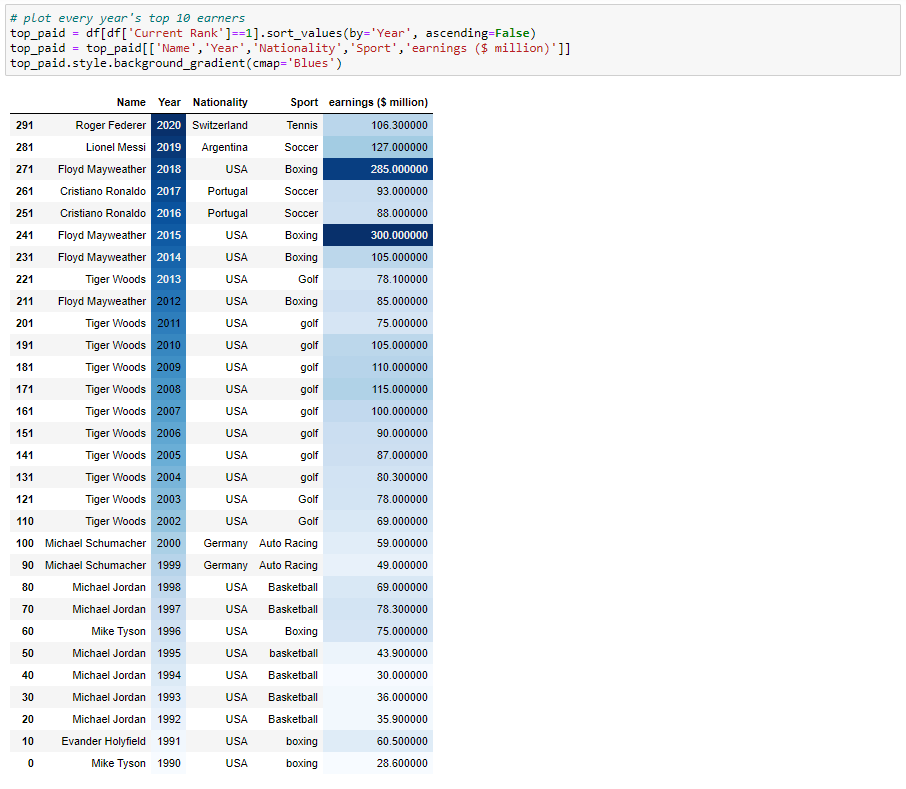 # plot every year's top 10 earners
top_paid = df[df['Current Rank']==1].sort_values(by='Year', ascending=False)
top_paid = top_paid[['Name','Year','Nationality','Sport','earnings ($ million)']]
top_paid.style.background_gradient(cmap='Blues')
Name Year Nationality Sport earnings ($ million)
291 Roger Federer 2020 Switzerland Tennis 106.300000
281 Lionel Messi 2019 Argentina Soccer 127.000000
271 Floyd Mayweather 2018 USA Boxing 285.000000
261 Cristiano Ronaldo 2017 Portugal Soccer 93.000000
251 Cristiano Ronaldo 2016 Portugal Soccer 88.000000
241 Floyd Mayweather 2015 USA Boxing 300.000000
231 Floyd Mayweather 2014 USA Boxing 105.000000
221 Tiger Woods 2013 USA Golf 78.100000
211 Floyd Mayweather 2012 USA Boxing 85.000000
201 Tiger Woods 2011 USA golf 75.000000
191 Tiger Woods 2010 USA golf 105.000000
181 Tiger Woods 2009 USA golf 110.000000
171 Tiger Woods 2008 USA golf 115.000000
161 Tiger Woods 2007 USA golf 100.000000
151 Tiger Woods 2006 USA golf 90.000000
141 Tiger Woods 2005 USA golf 87.000000
131 Tiger Woods 2004 USA golf 80.300000
121 Tiger Woods 2003 USA Golf 78.000000
110 Tiger Woods 2002 USA Golf 69.000000
100 Michael Schumacher 2000 Germany Auto Racing 59.000000
90 Michael Schumacher 1999 Germany Auto Racing 49.000000
80 Michael Jordan 1998 USA Basketball 69.000000
70 Michael Jordan 1997 USA Basketball 78.300000
60 Mike Tyson 1996 USA Boxing 75.000000
50 Michael Jordan 1995 USA basketball 43.900000
40 Michael Jordan 1994 USA Basketball 30.000000
30 Michael Jordan 1993 USA Basketball 36.000000
20 Michael Jordan 1992 USA Basketball 35.900000
10 Evander Holyfield 1991 USA boxing 60.500000
0 Mike Tyson 1990 USA boxing 28.600000